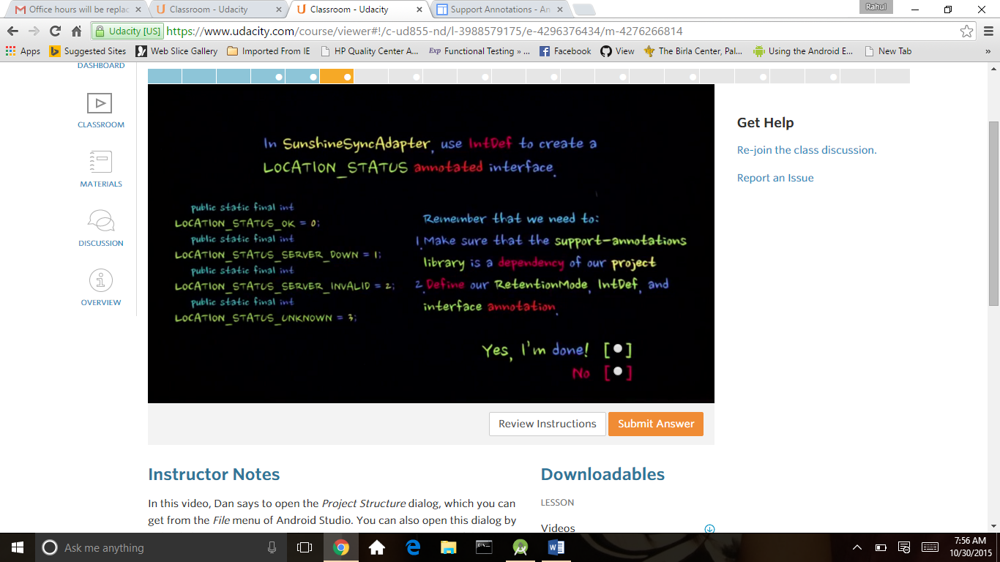 Office hours will be replac
Classroom - Udacity
Classroom - Udacity
Support Annotations - An
Rahul
Udacity [US]
https://www.udacity.com/course/viewer#!/c-ud855-nd/l-3988579175/e-4296376434/m-4276266814
Apps
Suggested Sites
Web Slice Gallery
Imported From IE
HP Quality Center A...
Exp Functional Testing » ...
Facebook
View
The Birla Center, Pal...
Using the Android E...
New Tab
»
DASHBOARD
CLASSROOM
MATERIALS
DISCUSSION
OVERVIEW
In SunshineSyncAdapter, use IntDef to create a
LOCATION_STATUS annotated interface.
public static final int
LOCATION_STATUS_OK = 0;
public static final int
LOCATION_STATUS_SERVER_DOWN = 1;
public static final int
LOCATION_STATUS_SERVER_INVALID = 2;
public static final int
LOCATION_STATUS_UNKNOWN = 3;
Remember that we need to:
1. Make sure that the support-annotations
library is a dependency of our project
2. Define our RetentionMode, IntDef, and
interface annotation.
Yes, I'm done! [ ]
No [ ]
Review Instructions
Submit Answer
Get Help
Re-join the class discussion.
Report an Issue
Instructor Notes
In this video, Dan says to open the Project Structure dialog, which you can
get from the File menu of Android Studio. You can also open this dialog by
Downloadables
LESSON
Videos
Ask me anything
7:56 AM
10/30/2015